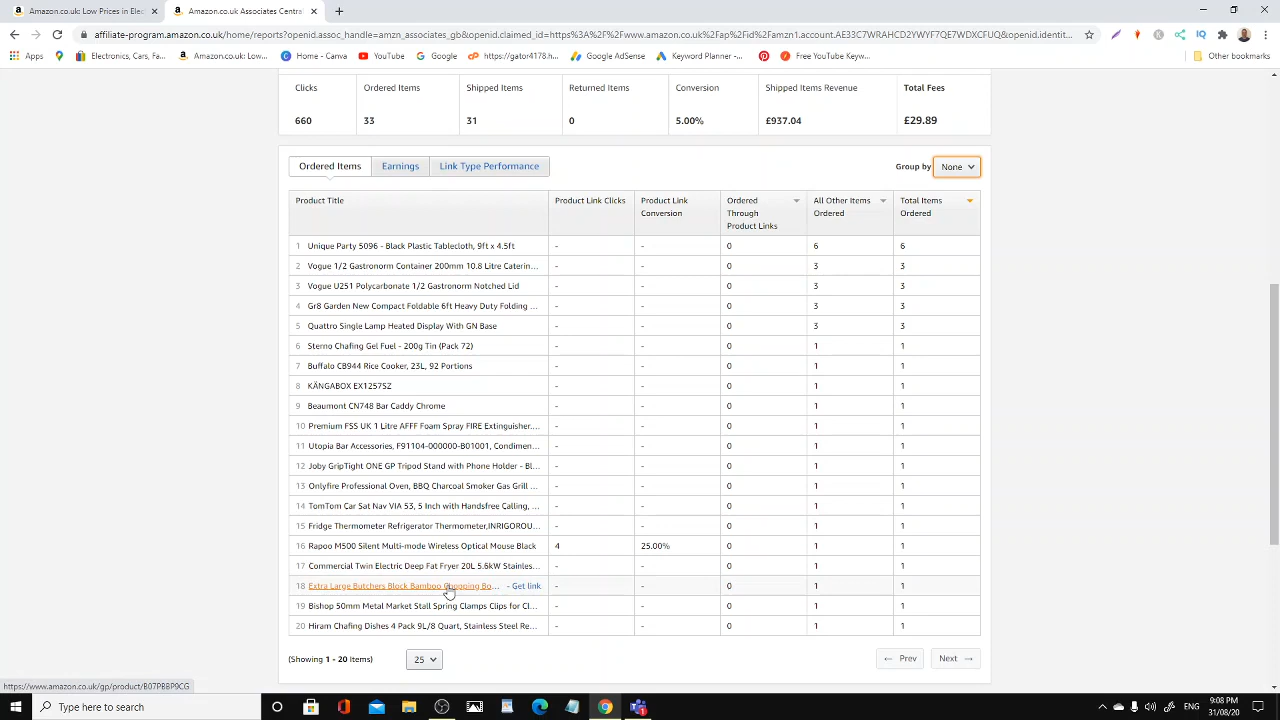 Amazon.co.uk: Low Prices in Elec
Amazon.co.uk Associates Central
affiliate-program.amazon.co.uk/home/reports?openid.assoc_handle=amzn_associates_gb&openid.claimed_id=https%3A%2F%2Fwww.amazon.co.uk%2Fap%2Fid%2Famzn1.account.AE33C7WRAHCD2YWYF7QE7WDXCFUQ&openid.identit...
Apps
Electronics, Cars, Fa...
Amazon.co.uk: Low...
Home - Canva
YouTube
Google
https://gator4178.h...
Google AdSense
Keyword Planner -...
Free YouTube Keyw...
Other bookmarks
Clicks Ordered Items Shipped Items Returned Items Conversion Shipped Items Revenue Total Fees
660 33 31 0 5.00% £937.04 £29.89
Ordered Items Earnings Link Type Performance Group by None
Product Title Product Link Clicks Product Link Conversion Ordered Through Product Links All Other Items Ordered Total Items Ordered
1 Unique Party 5096 - Black Plastic Tablecloth, 9ft x 4.5ft - - 0 6 6
2 Vogue 1/2 Gastronorm Container 200mm 10.8 Litre Caterin... - - 0 3 3
3 Vogue U251 Polycarbonate 1/2 Gastronorm Notched Lid - - 0 3 3
4 Gr8 Garden New Compact Foldable 6ft Heavy Duty Folding ... - - 0 3 3
5 Quattro Single Lamp Heated Display With GN Base - - 0 3 3
6 Sterno Chafing Gel Fuel - 200g Tin (Pack 72) - - 0 1 1
7 Buffalo CB944 Rice Cooker, 23L, 92 Portions - - 0 1 1
8 KÄNGABOX EX1257SZ - - 0 1 1
9 Beaumont CN748 Bar Caddy Chrome - - 0 1 1
10 Premium FSS UK 1 Litre AFFF Foam Spray FIRE Extinguisher.... - - 0 1 1
11 Utopia Bar Accessories, F91104-000000-B01001, Condimen... - - 0 1 1
12 Joby GripTight ONE GP Tripod Stand with Phone Holder - Bl... - - 0 1 1
13 Onlyfire Professional Oven, BBQ Charcoal Smoker Gas Grill ... - - 0 1 1
14 TomTom Car Sat Nav VIA 53, 5 Inch with Handsfree Calling, ... - - 0 1 1
15 Fridge Thermometer Refrigerator Thermometer,INRIGOROU... - - 0 1 1
16 Rapoo M500 Silent Multi-mode Wireless Optical Mouse Black 4 25.00% 0 1 1
17 Commercial Twin Electric Deep Fat Fryer 20L 5.6kW Stainles... - - 0 1 1
18 Extra Large Butchers Block Bamboo Chopping Bo... - Get link - - 0 1 1
19 Bishop 50mm Metal Market Stall Spring Clamps Clips for Cl... - - 0 1 1
20 Hiram Chafing Dishes 4 Pack 9L/8 Quart, Stainless Steel Re... - - 0 1 1
(Showing 1 - 20 Items) 25 ← Prev Next →
https://www.amazon.co.uk/gp/product/B07PBBP9CG
Type here to search
ENG
9:08 PM
31/08/20